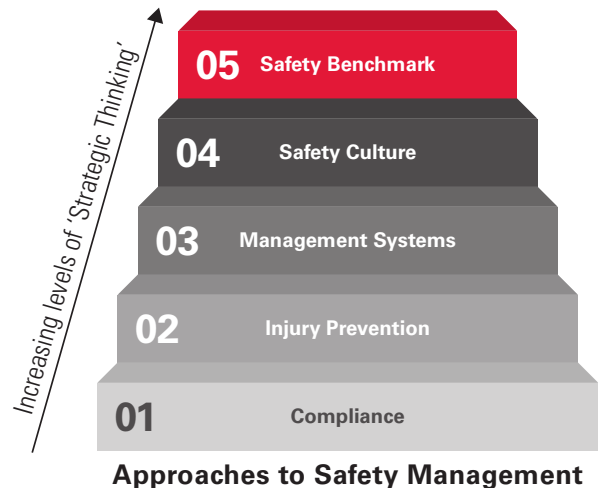 Increasing levels of 'Strategic Thinking'
05 Safety Benchmark
04 Safety Culture
03 Management Systems
02 Injury Prevention
01 Compliance
Approaches to Safety Management